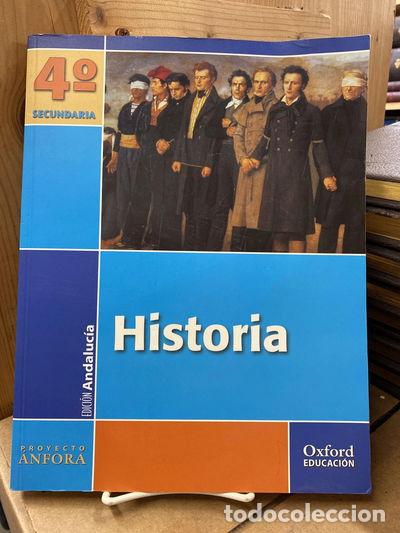 4º
SECUNDARIA
EDICIÓN Andalucía
Historia
PROYECTO
ANFORA
Oxford
EDUCACIÓN
todocoleccion